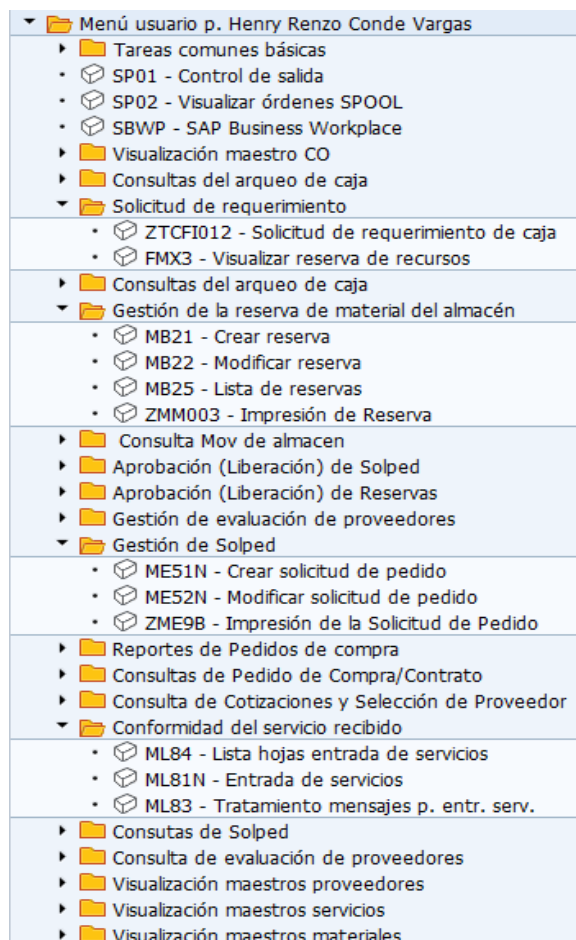 Menú usuario p. Henry Renzo Conde Vargas
Tareas comunes básicas
SP01 - Control de salida
SP02 - Visualizar órdenes SPOOL
SBWP - SAP Business Workplace
Visualización maestro CO
Consultas del arqueo de caja
Solicitud de requerimiento
ZTCFI012 - Solicitud de requerimiento de caja
FMX3 - Visualizar reserva de recursos
Consultas del arqueo de caja
Gestión de la reserva de material del almacén
MB21 - Crear reserva
MB22 - Modificar reserva
MB25 - Lista de reservas
ZMM003 - Impresión de Reserva
Consulta Mov de almacen
Aprobación (Liberación) de Solped
Aprobación (Liberación) de Reservas
Gestión de evaluación de proveedores
Gestión de Solped
ME51N - Crear solicitud de pedido
ME52N - Modificar solicitud de pedido
ZME9B - Impresión de la Solicitud de Pedido
Reportes de Pedidos de compra
Consultas de Pedido de Compra/Contrato
Consulta de Cotizaciones y Selección de Proveedor
Conformidad del servicio recibido
ML84 - Lista hojas entrada de servicios
ML81N - Entrada de servicios
ML83 - Tratamiento mensajes p. entr. serv.
Consutas de Solped
Consulta de evaluación de proveedores
Visualización maestros proveedores
Visualización maestros servicios
Visualización maestros materiales